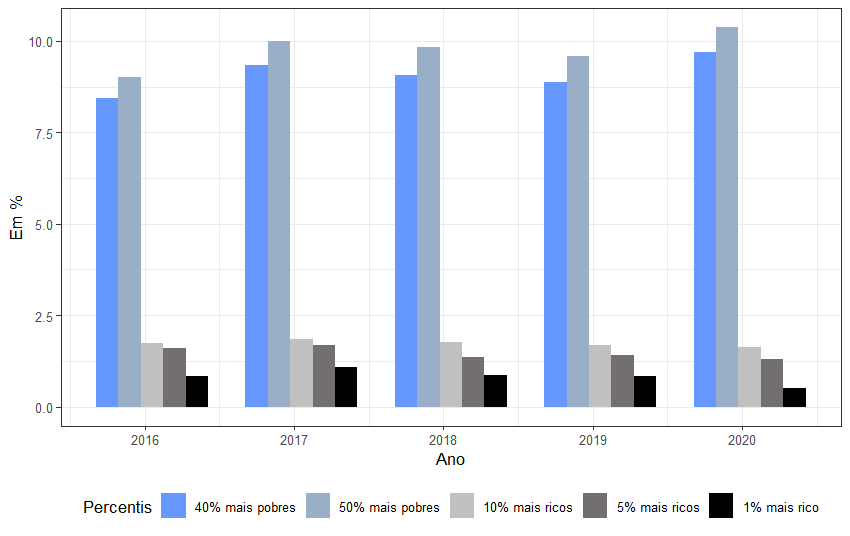 10.0
7.5
5.0
2.5
0.0
Em %
2016 2017 2018 2019 2020
Ano
Percentis 40% mais pobres 50% mais pobres 10% mais ricos 5% mais ricos 1% mais rico